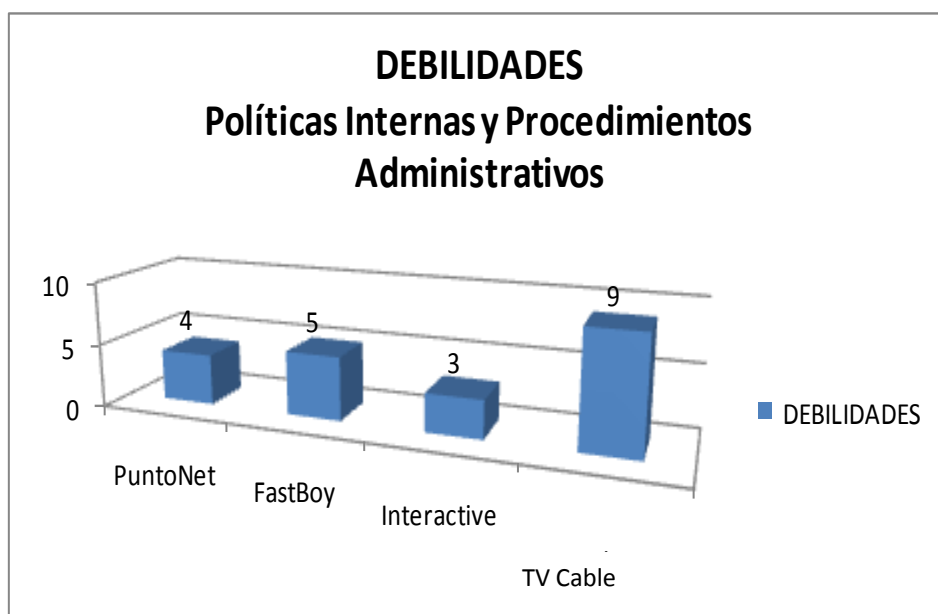 DEBILIDADES
Políticas Internas y Procedimientos
Administrativos
10
5
0
4
5
3
9
PuntoNet
FastBoy
Interactive
TV Cable
DEBILIDADES